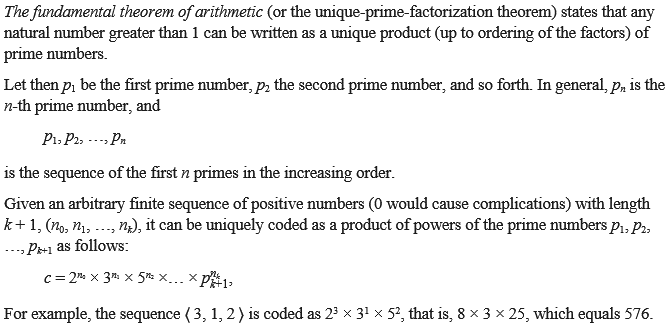 The fundamental theorem of arithmetic (or the unique-prime-factorization theorem) states that any
natural number greater than 1 can be written as a unique product (up to ordering of the factors) of
prime numbers.
Let then p₁ be the first prime number, p₂ the second prime number, and so forth. In general, pₙ is the
n-th prime number, and
p₁, p₂, ..., pₙ
is the sequence of the first n primes in the increasing order.
Given an arbitrary finite sequence of positive numbers (0 would cause complications) with length
k + 1, (n₀, n₁, ..., nₖ), it can be uniquely coded as a product of powers of the prime numbers p₁, p₂,
..., pₖ₊₁ as follows:
c = 2^n₀ × 3^n₁ × 5^n₂ ×... × pₖ₊₁^nₖ,
For example, the sequence ⟨ 3, 1, 2 ⟩ is coded as 2³ × 3¹ × 5², that is, 8 × 3 × 25, which equals 576.